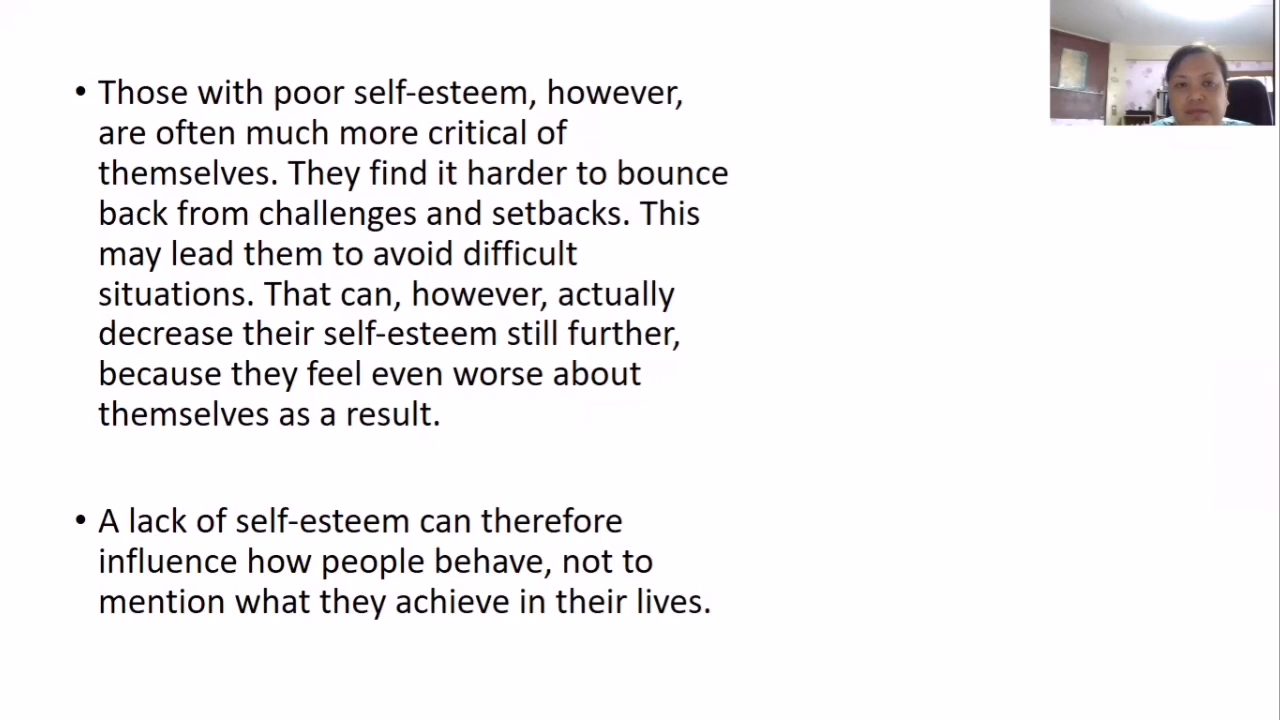 • Those with poor self-esteem, however,
are often much more critical of
themselves. They find it harder to bounce
back from challenges and setbacks. This
may lead them to avoid difficult
situations. That can, however, actually
decrease their self-esteem still further,
because they feel even worse about
themselves as a result.
• A lack of self-esteem can therefore
influence how people behave, not to
mention what they achieve in their lives.